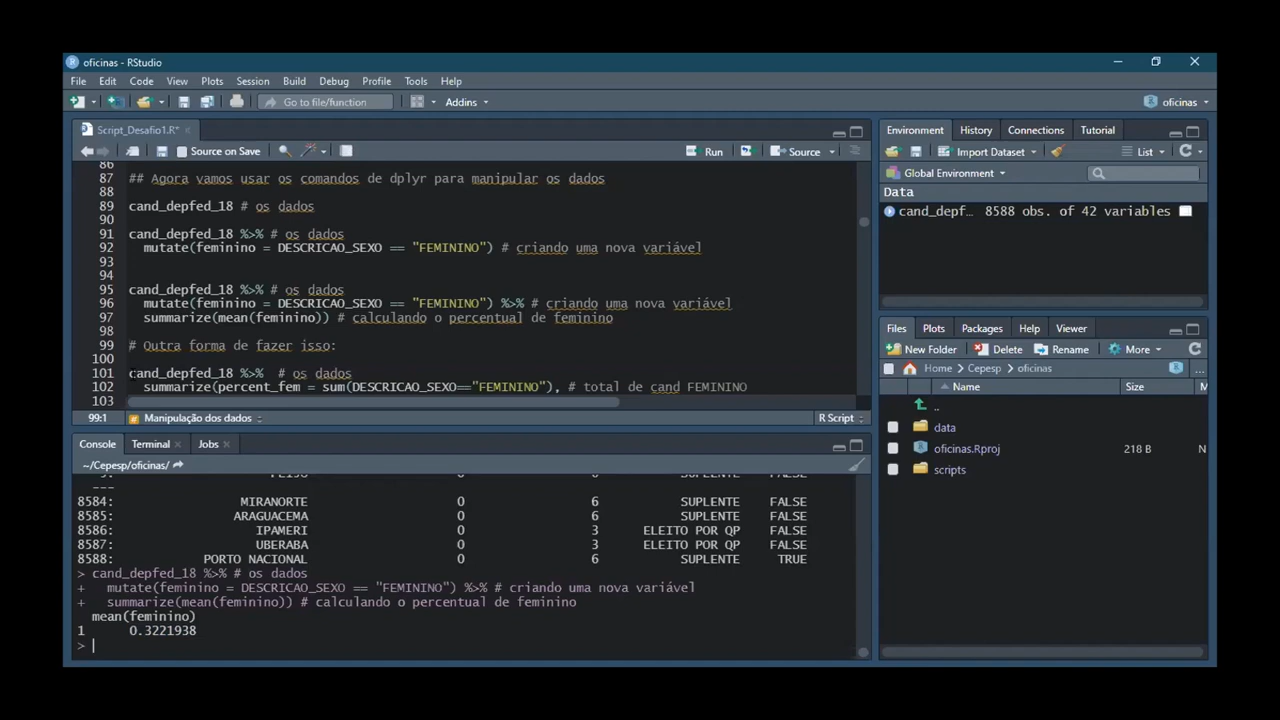 oficinas - RStudio
File Edit Code View Plots Session Build Debug Profile Tools Help
Go to file/function Addins oficinas
Script_Desafio1.R*
Source on Save Run Source
86
87 ## Agora vamos usar os comandos de dplyr para manipular os dados
88
89 cand_depfed_18 # os dados
90
91 cand_depfed_18 %>% # os dados
92 mutate(feminino = DESCRICAO_SEXO == "FEMININO") # criando uma nova variável
93
94
95 cand_depfed_18 %>% # os dados
96 mutate(feminino = DESCRICAO_SEXO == "FEMININO") %>% # criando uma nova variável
97 summarize(mean(feminino)) # calculando o percentual de feminino
98
99 # Outra forma de fazer isso:
100
101 cand_depfed_18 %>% # os dados
102 summarize(percent_fem = sum(DESCRICAO_SEXO=="FEMININO"), # total de cand FEMININO
103
99:1 Manipulação dos dados R Script
Console Terminal Jobs
~/Cepesp/oficinas/
---
8584: MIRANORTE 0 6 SUPLENTE FALSE
8585: ARAGUACEMA 0 6 SUPLENTE FALSE
8586: IPAMERI 0 3 ELEITO POR QP FALSE
8587: UBERABA 0 3 ELEITO POR QP FALSE
8588: PORTO NACIONAL 0 6 SUPLENTE TRUE
> cand_depfed_18 %>% # os dados
+ mutate(feminino = DESCRICAO_SEXO == "FEMININO") %>% # criando uma nova variável
+ summarize(mean(feminino)) # calculando o percentual de feminino
mean(feminino)
1 0.3221938
>
Environment History Connections Tutorial
Import Dataset List
Global Environment
Data
cand_depf… 8588 obs. of 42 variables
Files Plots Packages Help Viewer
New Folder Delete Rename More
Home Cepesp oficinas ...
Name Size M
..
data
oficinas.Rproj 218 B N
scripts